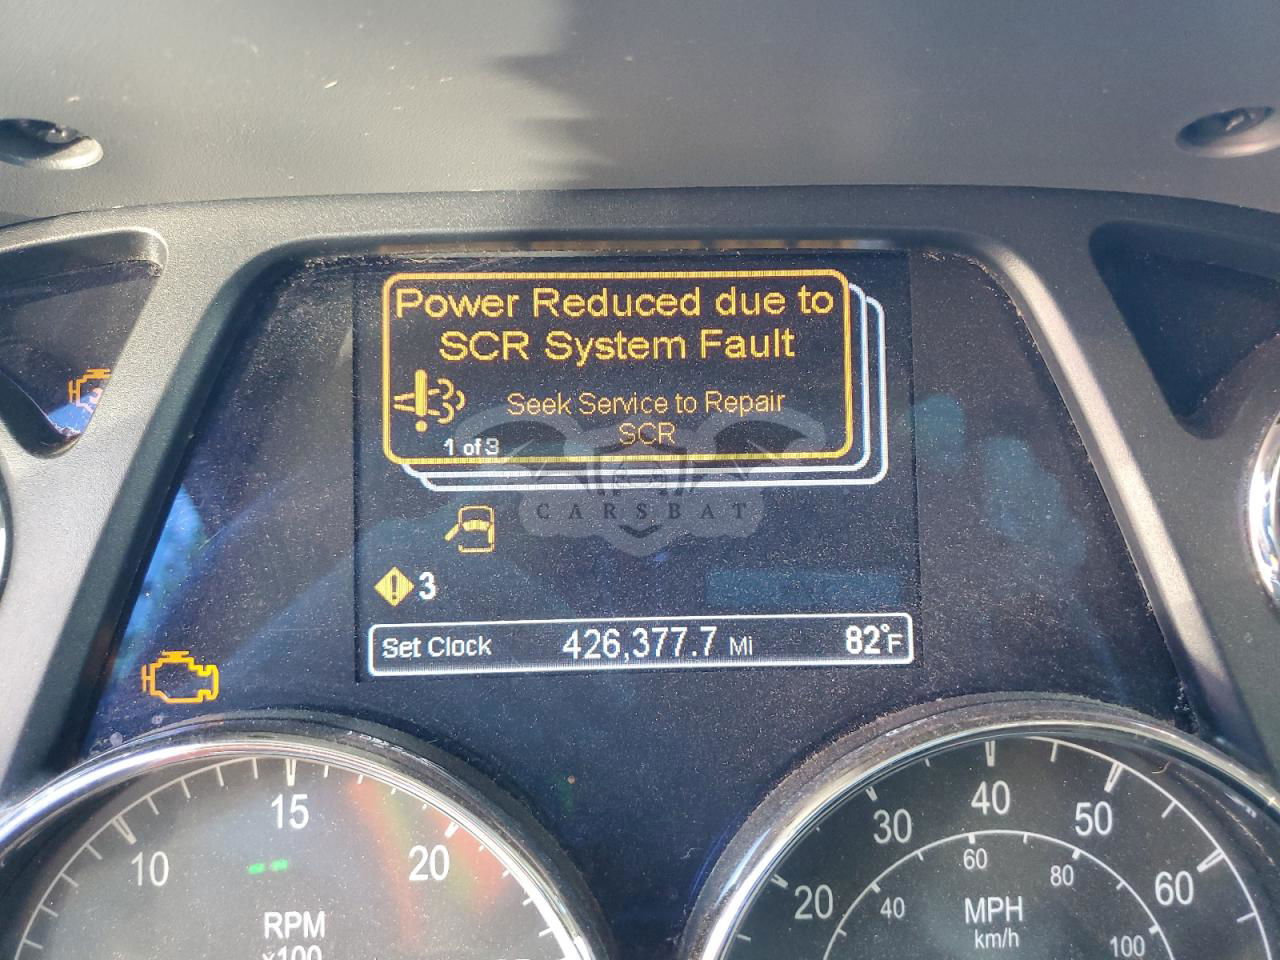 Power Reduced due to
SCR System Fault
Seek Service to Repair
SCR
1 of 3
CARSBAT
3
Set Clock 426,377.7 Mi 82°F
10 15 20
RPM
x100
20 30 40 50 60
40 60 80 100
MPH
km/h